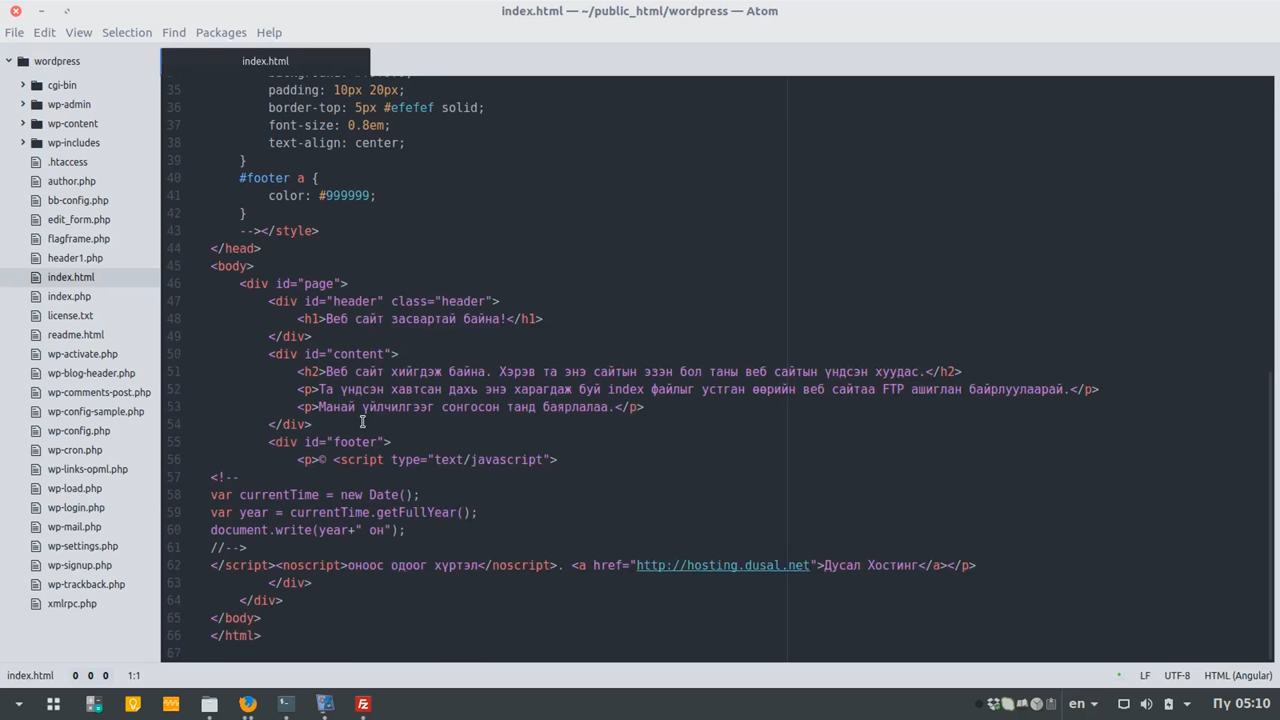 index.html — ~/public_html/wordpress — Atom
File Edit View Selection Find Packages Help
wordpress
cgi-bin
wp-admin
wp-content
wp-includes
.htaccess
author.php
bb-config.php
edit_form.php
flagframe.php
header1.php
index.html
index.php
license.txt
readme.html
wp-activate.php
wp-blog-header.php
wp-comments-post.php
wp-config-sample.php
wp-config.php
wp-cron.php
wp-links-opml.php
wp-load.php
wp-login.php
wp-mail.php
wp-settings.php
wp-signup.php
wp-trackback.php
xmlrpc.php
index.html
35 padding: 10px 20px;
36 border-top: 5px #efefef solid;
37 font-size: 0.8em;
38 text-align: center;
39 }
40 #footer a {
41 color: #999999;
42 }
43 --></style>
44 </head>
45 <body>
46 <div id="page">
47 <div id="header" class="header">
48 <h1>Веб сайт засвартай байна!</h1>
49 </div>
50 <div id="content">
51 <h2>Веб сайт хийгдэж байна. Хэрэв та энэ сайтын эзэн бол таны веб сайтын үндсэн хуудас.</h2>
52 <p>Та үндсэн хавтсан дахь энэ харагдаж буй index файлыг устган өөрийн веб сайтаа FTP ашиглан байрлуулаарай.</p>
53 <p>Манай үйлчилгээг сонгосон танд баярлалаа.</p>
54 </div>
55 <div id="footer">
56 <p>© <script type="text/javascript">
57 <!--
58 var currentTime = new Date();
59 var year = currentTime.getFullYear();
60 document.write(year+" он");
61 //-->
62 </script><noscript>оноос одоог хүртэл</noscript>. <a href="http://hosting.dusal.net">Дусал Хостинг</a></p>
63 </div>
64 </div>
65 </body>
66 </html>
67
index.html 0 0 0 1:1 LF UTF-8 HTML (Angular)
en Пү 05:10